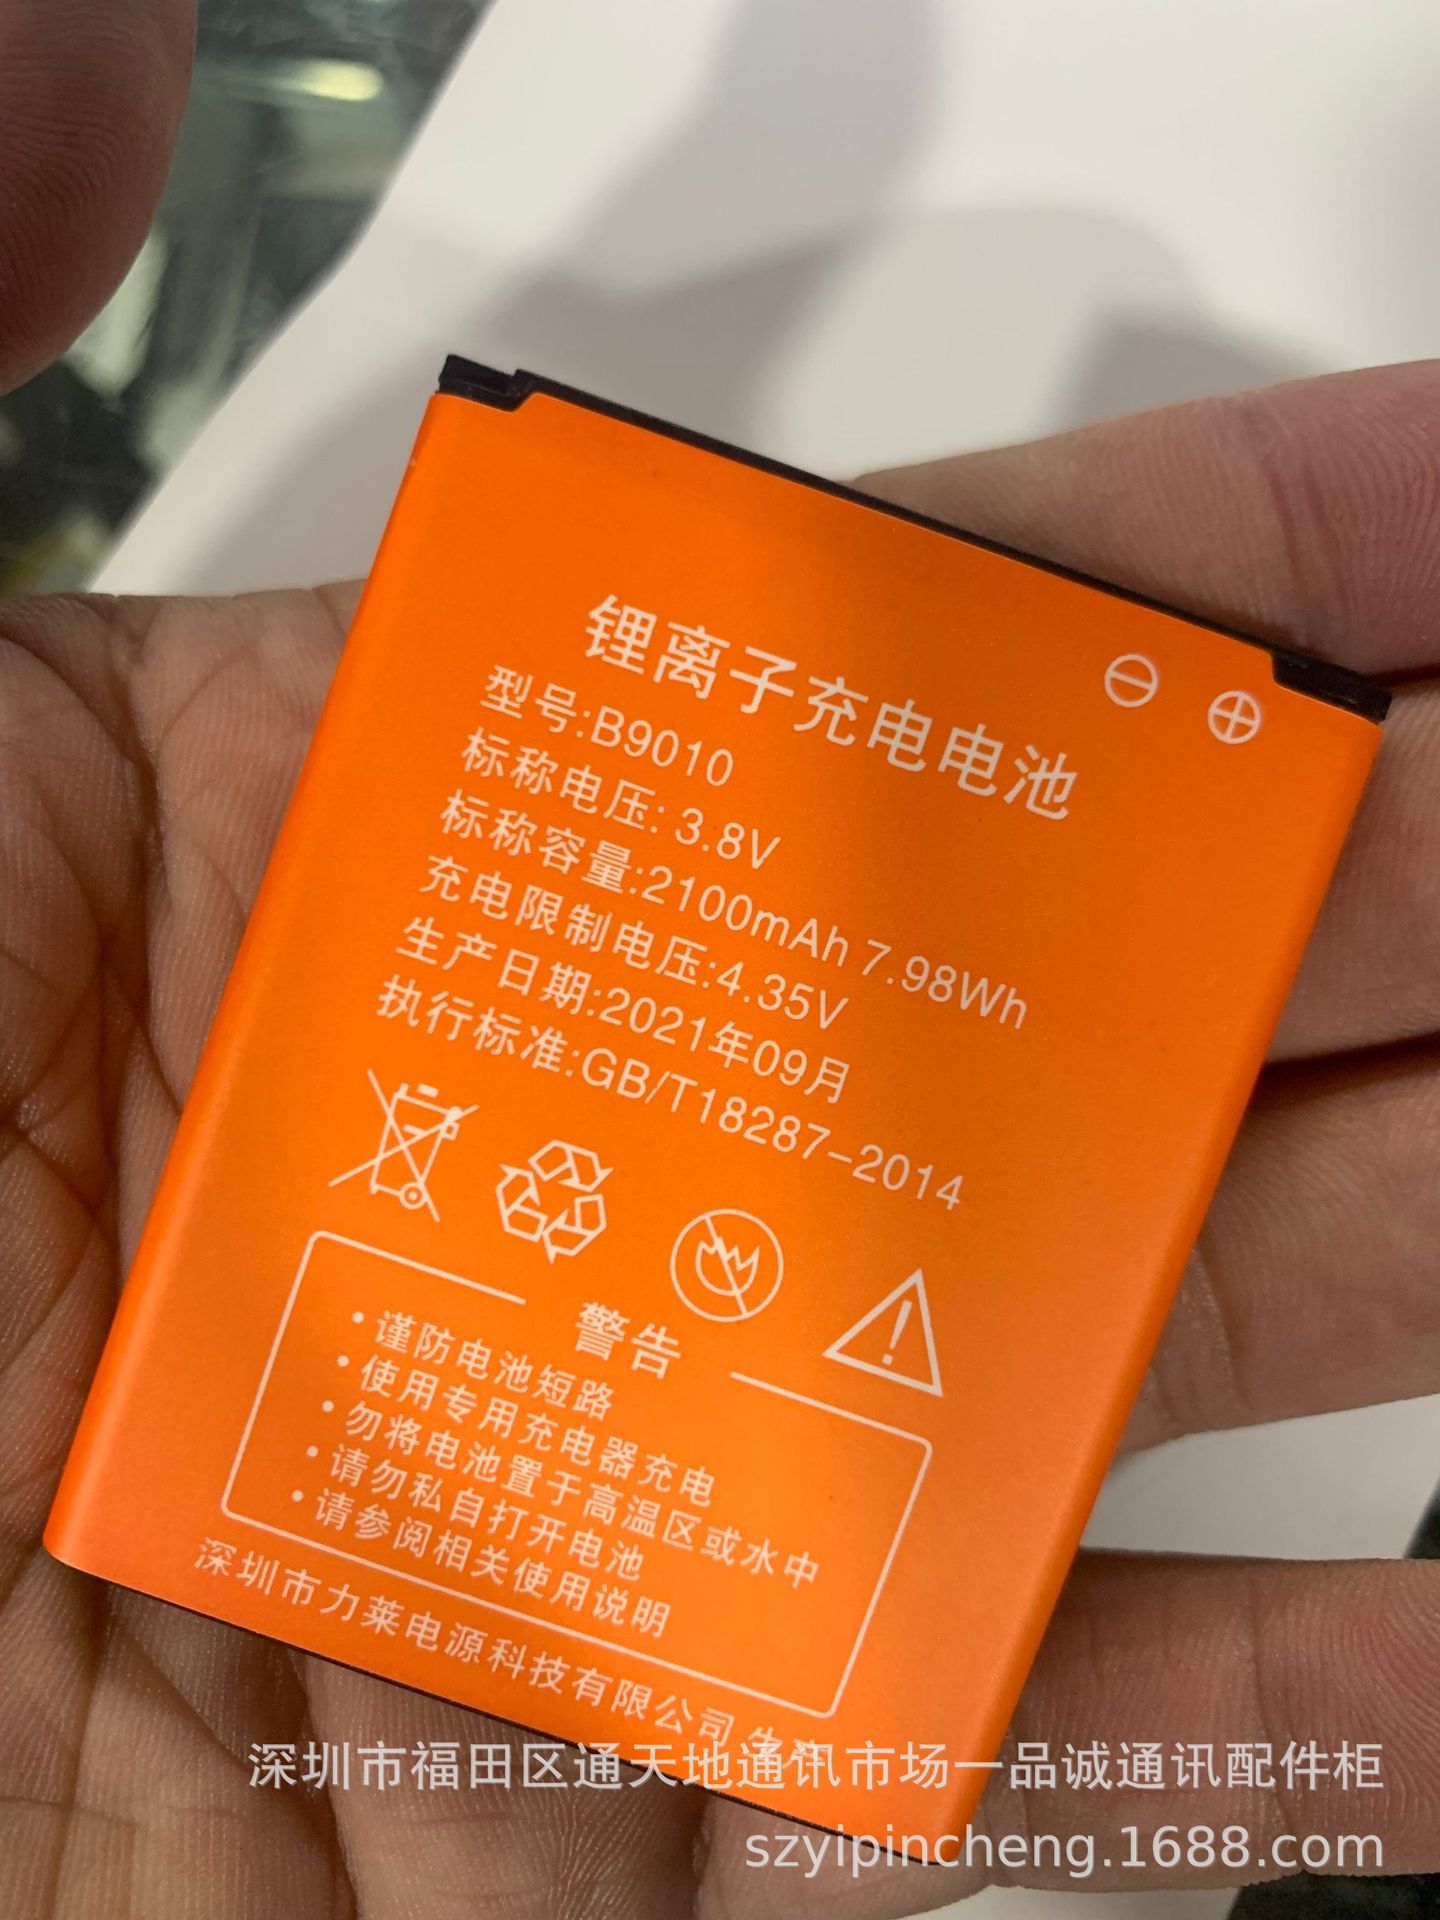 锂离子充电电池
⊖ ⊕
型号:B9010
标称电压: 3.8V
标称容量:2100mAh 7.98Wh
充电限制电压:4.35V
生产日期:2021年09月
执行标准:GB/T18287-2014
警告
• 谨防电池短路
• 使用专用充电器充电
• 勿将电池置于高温区或水中
• 请勿私自打开电池
• 请参阅相关使用说明
深圳市力莱电源科技有限公司 生产
深圳市福田区通天地通讯市场一品诚通讯配件柜
szyipincheng.1688.com